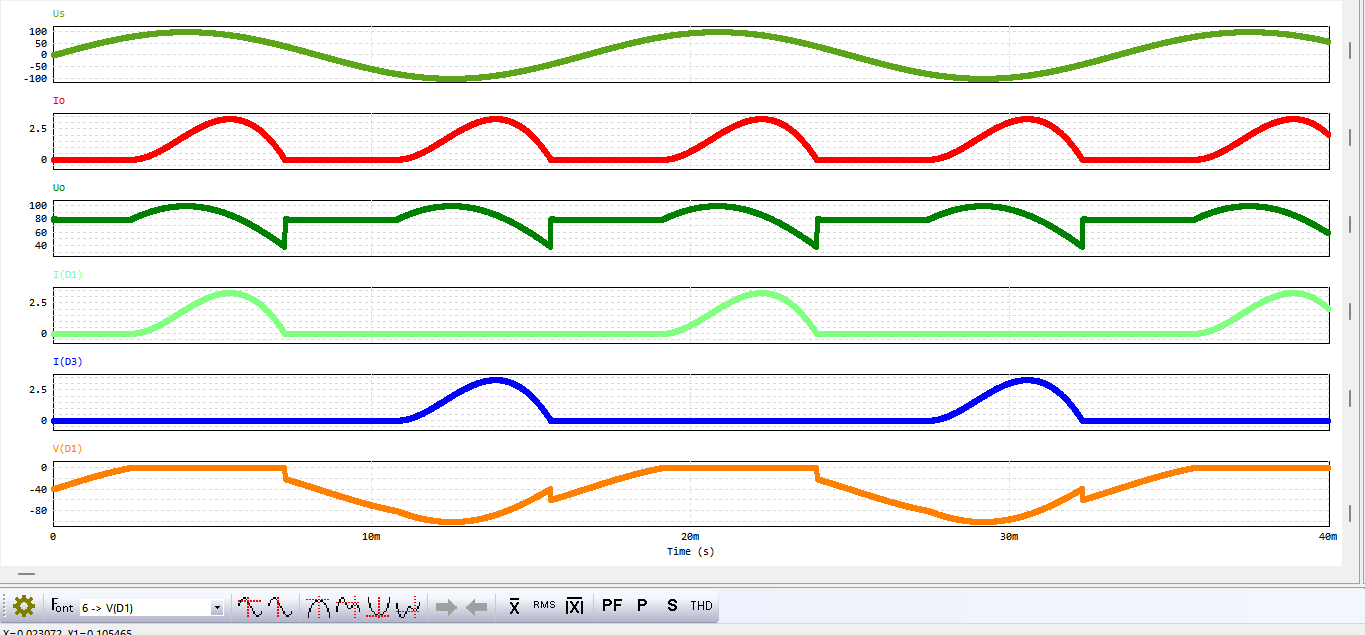 Us
100
50
0
-50
-100
Io
2.5
0
Uo
100
80
60
40
I(D1)
2.5
0
I(D3)
2.5
0
V(D1)
0
-40
-80
0 10m 20m 30m 40m
Time (s)
Font 6 -> V(D1) X RMS |X| PF P S THD
X=0.023072 Y1=0.105465